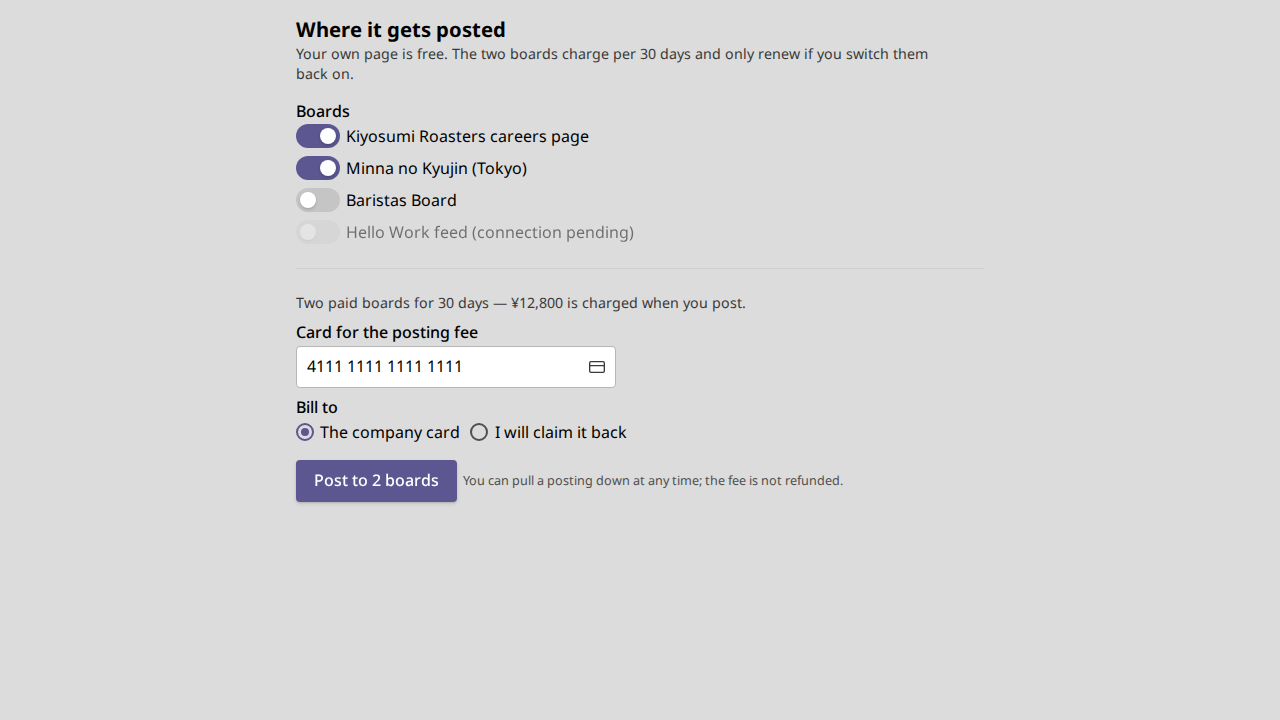 Where it gets posted
Your own page is free. The two boards charge per 30 days and only renew if you switch them
back on.
Boards
Kiyosumi Roasters careers page
Minna no Kyujin (Tokyo)
Baristas Board
Hello Work feed (connection pending)
Two paid boards for 30 days — ¥12,800 is charged when you post.
Card for the posting fee
4111 1111 1111 1111
Bill to
The company card I will claim it back
Post to 2 boards You can pull a posting down at any time; the fee is not refunded.